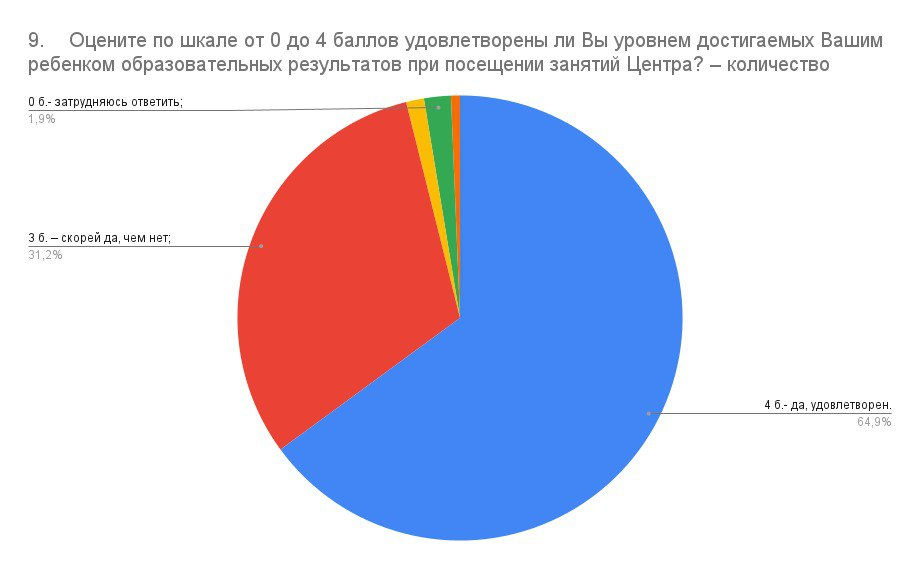 9. Оцените по шкале от 0 до 4 баллов удовлетворены ли Вы уровнем достигаемых Вашим
ребенком образовательных результатов при посещении занятий Центра? – количество
0 б.- затрудняюсь ответить;
1,9%
3 б. – скорей да, чем нет;
31,2%
4 б.- да, удовлетворен.
64,9%